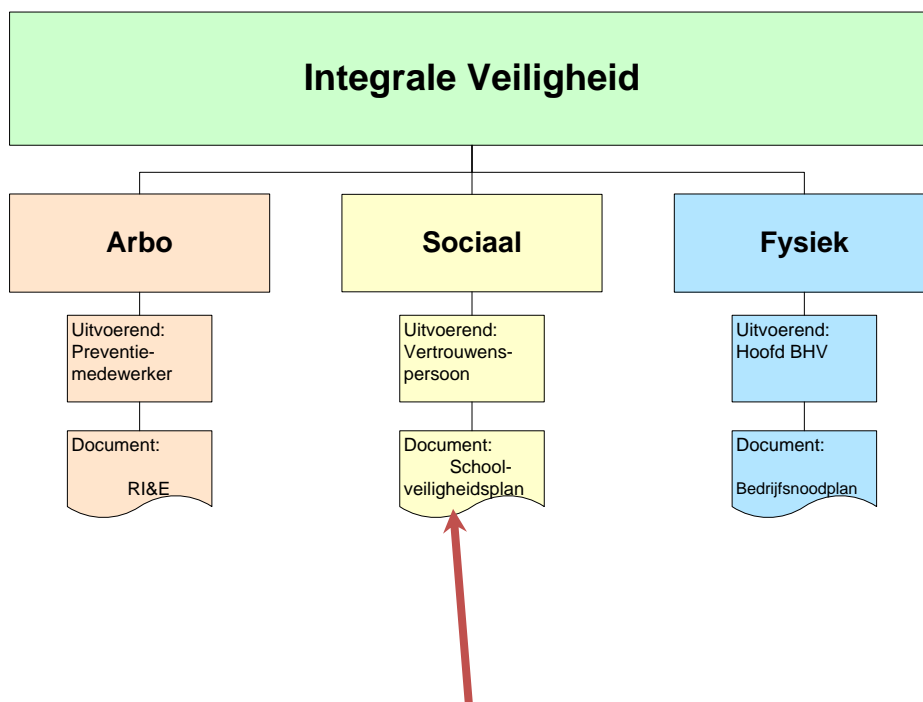 Integrale Veiligheid
Arbo
Sociaal
Fysiek
Uitvoerend:
Preventie-
medewerker
Uitvoerend:
Vertrouwens-
persoon
Uitvoerend:
Hoofd BHV
Document:
RI&E
Document:
School-
veiligheidsplan
Document:
Bedrijfsnoodplan